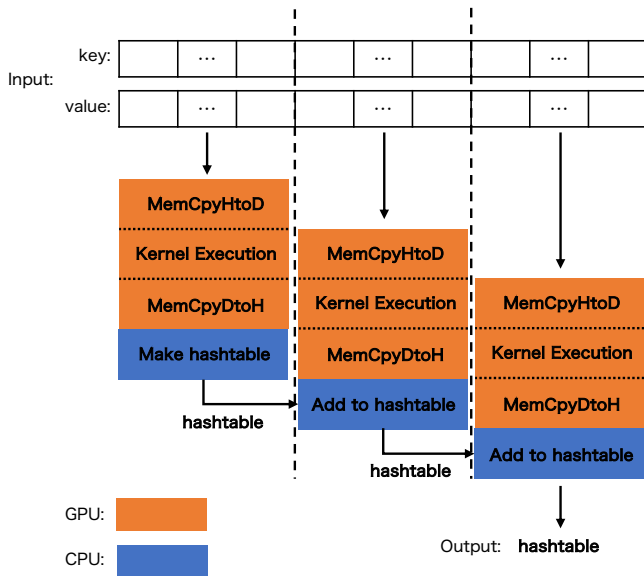 key: … … …
Input:
value: … … …
MemCpyHtoD
Kernel Execution
MemCpyDtoH
Make hashtable
hashtable
MemCpyHtoD
Kernel Execution
MemCpyDtoH
Add to hashtable
hashtable
MemCpyHtoD
Kernel Execution
MemCpyDtoH
Add to hashtable
GPU:
CPU:
Output: hashtable